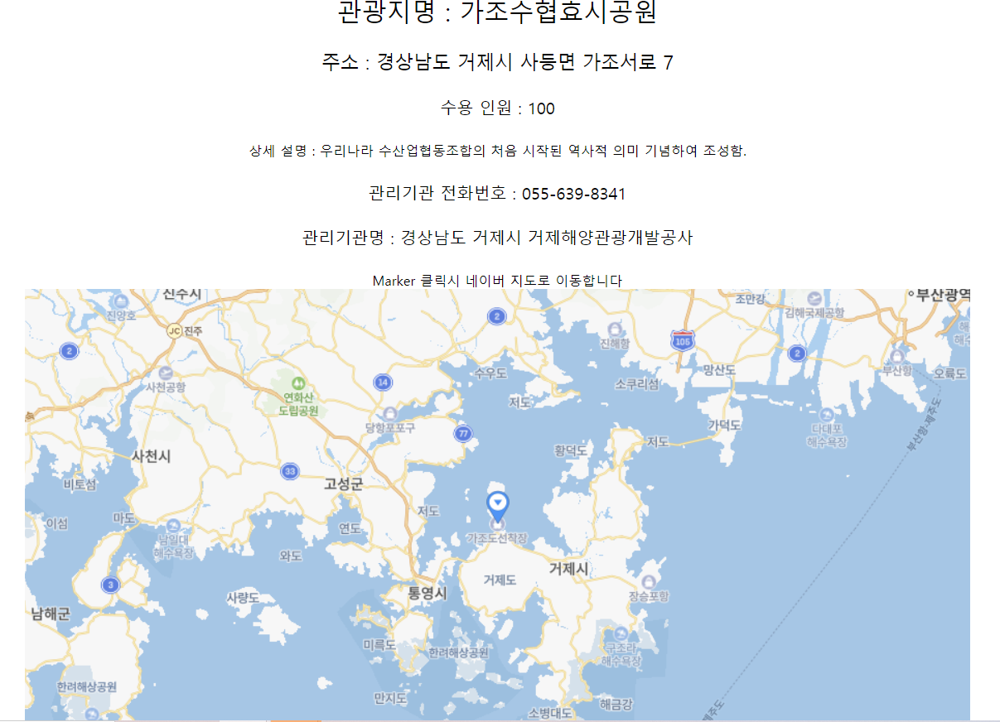 관광지명 : 가조수협효시공원
주소 : 경상남도 거제시 사등면 가조서로 7
수용 인원 : 100
상세 설명 : 우리나라 수산업협동조합의 처음 시작된 역사적 의미 기념하여 조성함.
관리기관 전화번호 : 055-639-8341
관리기관명 : 경상남도 거제시 거제해양관광개발공사
Marker 클릭시 네이버 지도로 이동합니다
진주시
조만강
부산광역
진양호
2
김해국제공항
JC 진주
진해항
105
해
해수
2
2
사천공항
14
수우도
소쿠리섬
망산도
부산항
오륙도
연화산
도립공원
저도
당항포포구
77
가덕도
다대포
해수욕장
부산항-제주도
사천시
황덕도
저도
비토섬
33
고성군
이섬
마도
남일대
해수욕장
연도
저도
가조도선착장
와도
3
거제도
거제시
사량도
통영시
장승포항
남해군
미륵도
한려해상공원
구조라
해수욕장
한려해상공원
만지도
소병대도
해금강
제주도